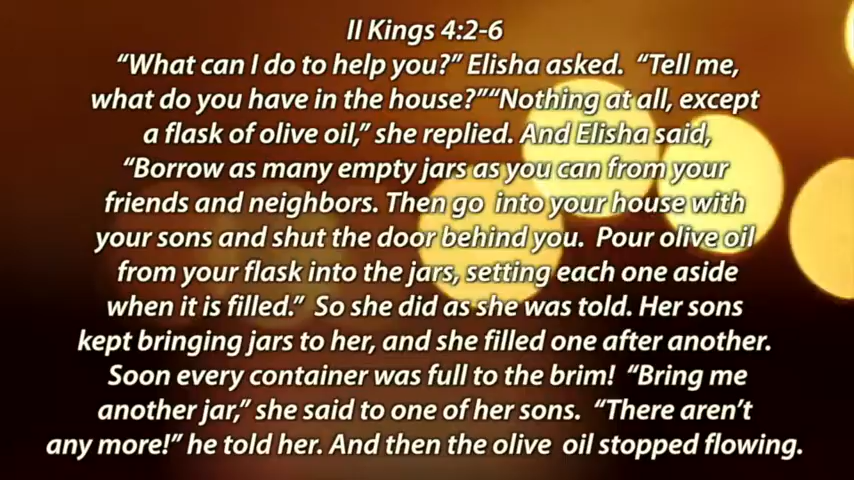 II Kings 4:2-6
“What can I do to help you?” Elisha asked.  “Tell me,
what do you have in the house?”“Nothing at all, except
a flask of olive oil,” she replied. And Elisha said,
“Borrow as many empty jars as you can from your
friends and neighbors. Then go  into your house with
your sons and shut the door behind you.  Pour olive oil
from your flask into the jars, setting each one aside
when it is filled.”  So she did as she was told. Her sons
kept bringing jars to her, and she filled one after another.
Soon every container was full to the brim!  “Bring me
another jar,” she said to one of her sons.  “There aren’t
any more!” he told her. And then the olive  oil stopped flowing.